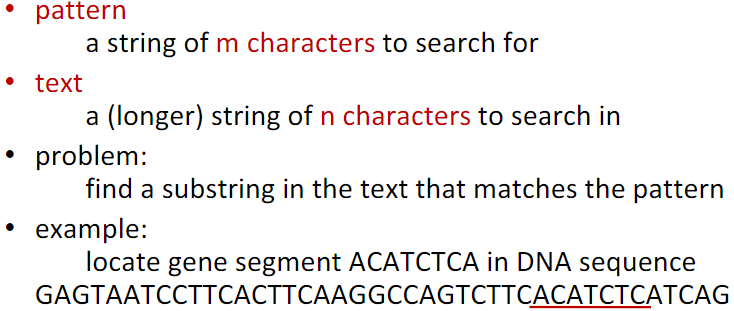 • pattern
a string of m characters to search for
• text
a (longer) string of n characters to search in
• problem:
find a substring in the text that matches the pattern
• example:
locate gene segment ACATCTCA in DNA sequence
GAGTAATCCTTCACTTCAAGGCCAGTCTTCACATCTCATCAG